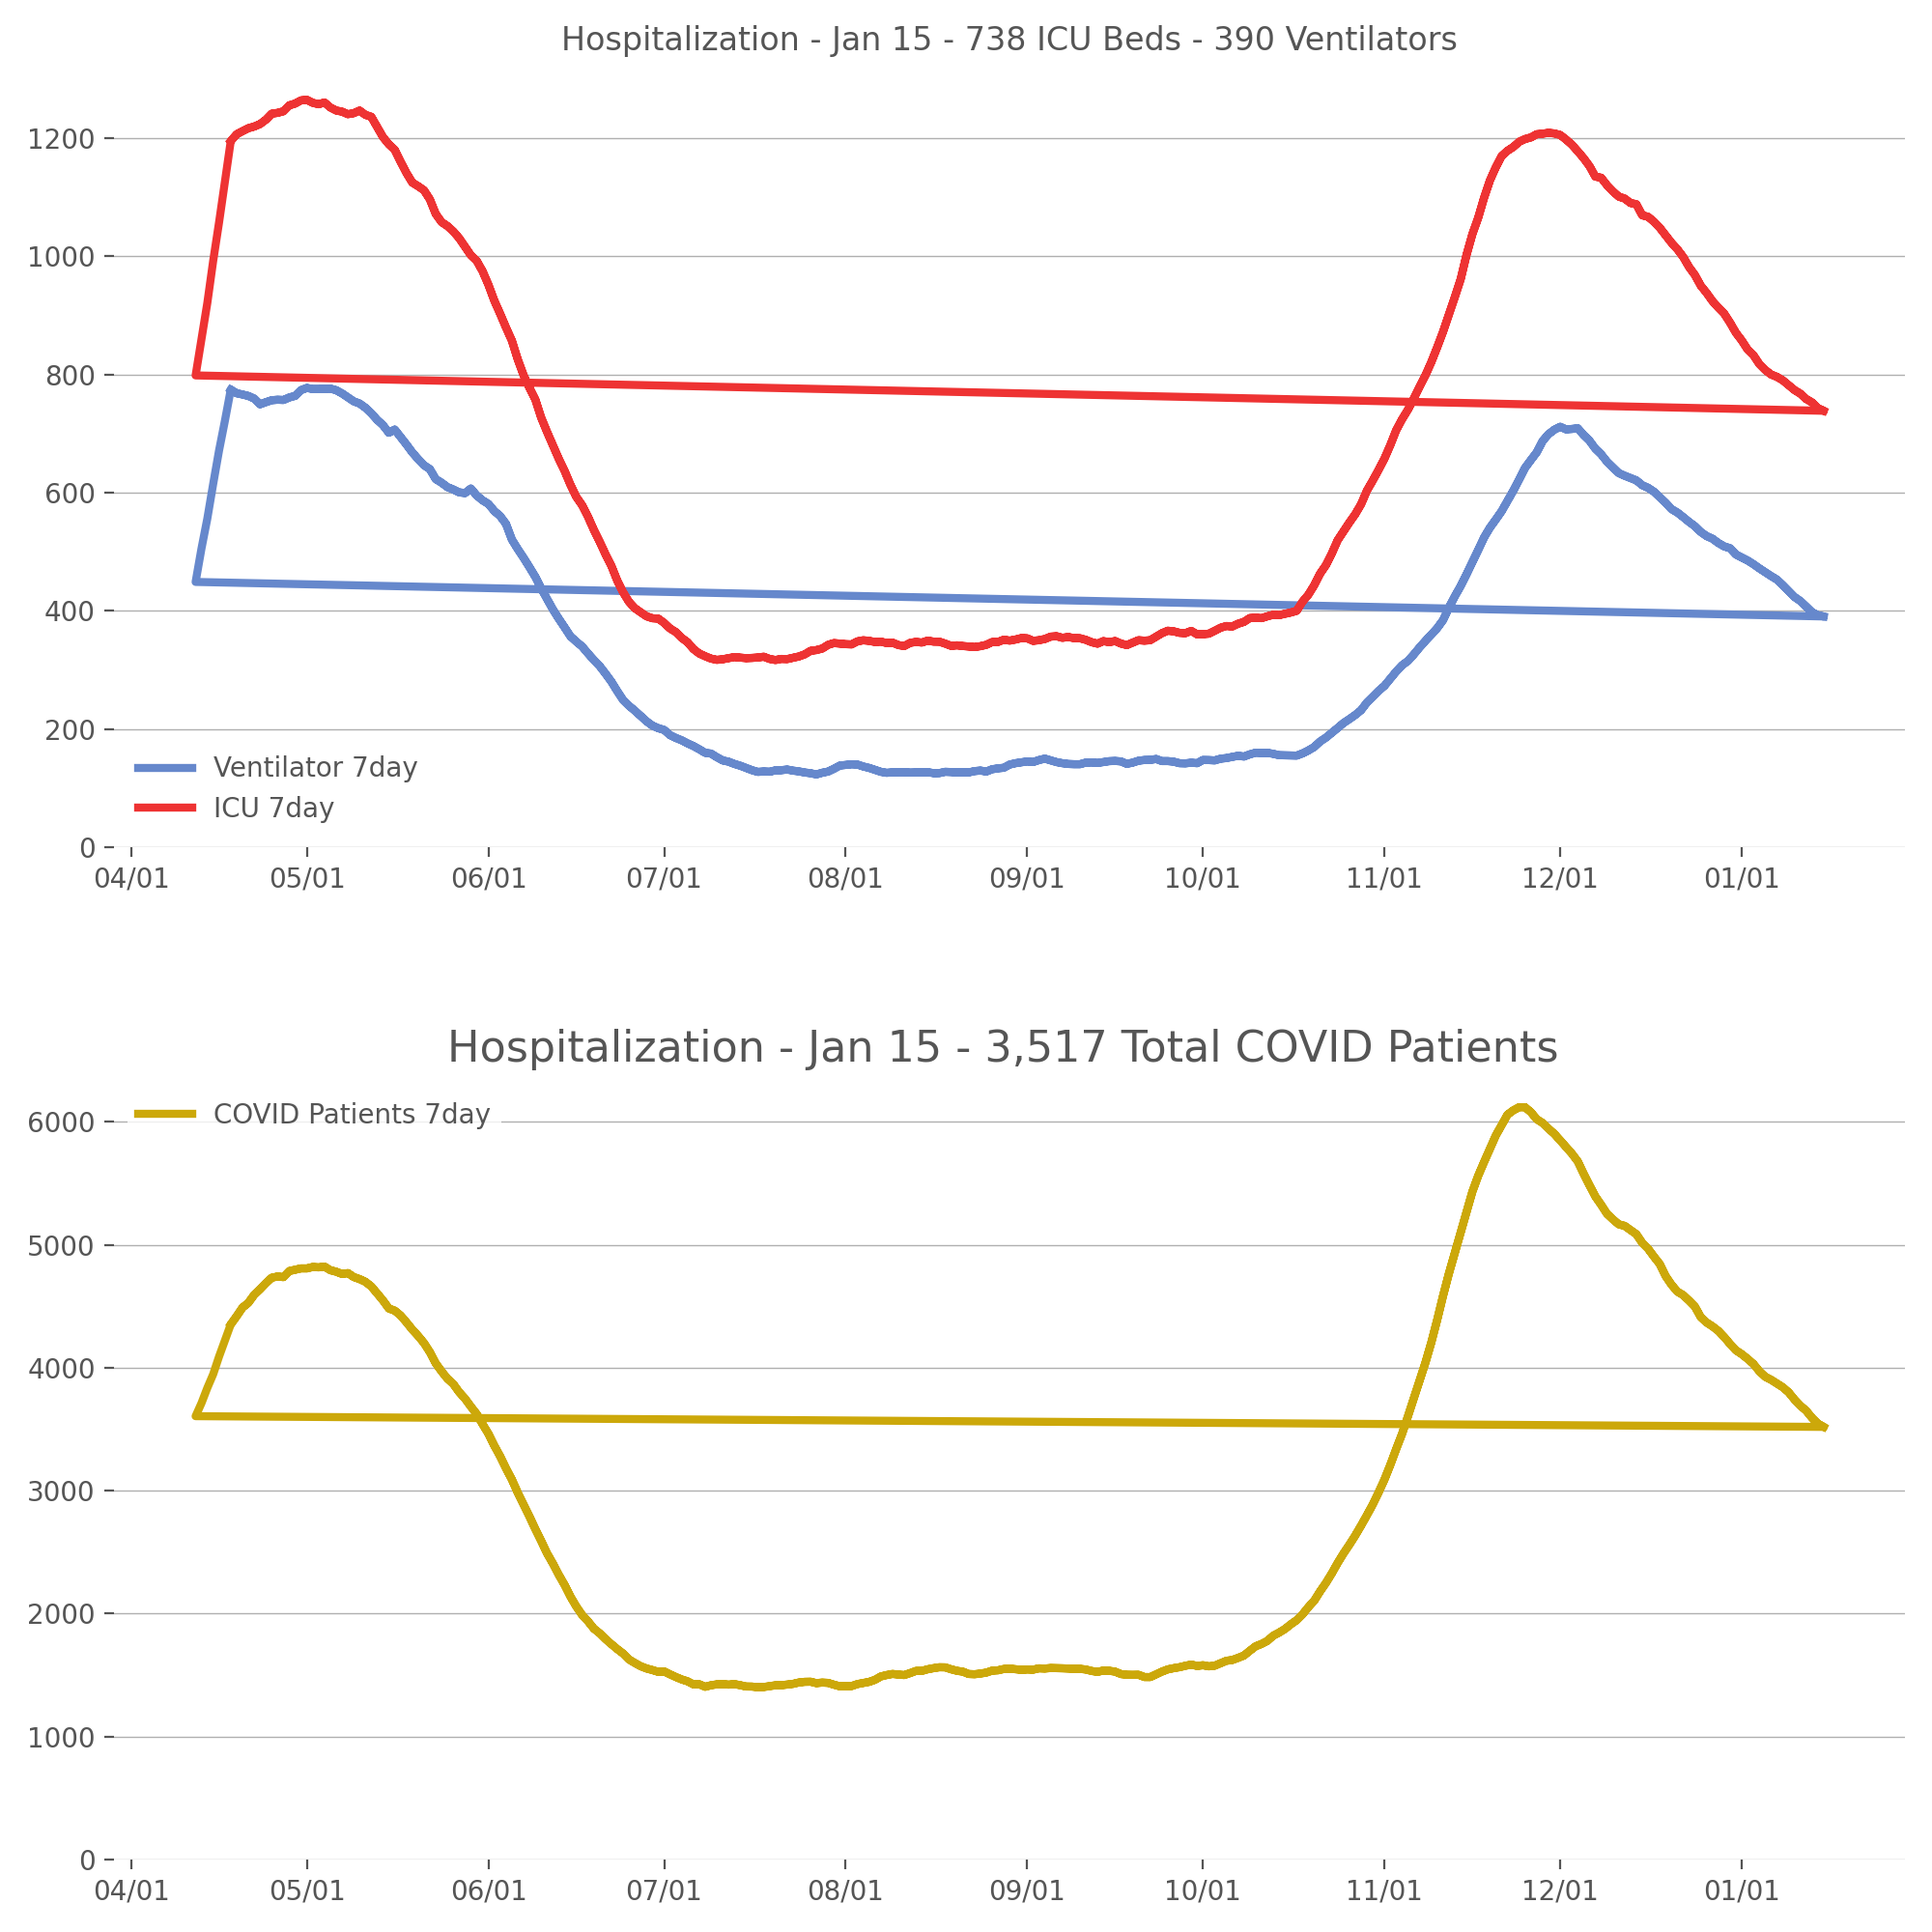 Hospitalization - Jan 15 - 738 ICU Beds - 390 Ventilators
1200
1000
800
600
400
200
0
Ventilator 7day
ICU 7day
04/01 05/01 06/01 07/01 08/01 09/01 10/01 11/01 12/01 01/01
Hospitalization - Jan 15 - 3,517 Total COVID Patients
COVID Patients 7day
6000
5000
4000
3000
2000
1000
0
04/01 05/01 06/01 07/01 08/01 09/01 10/01 11/01 12/01 01/01